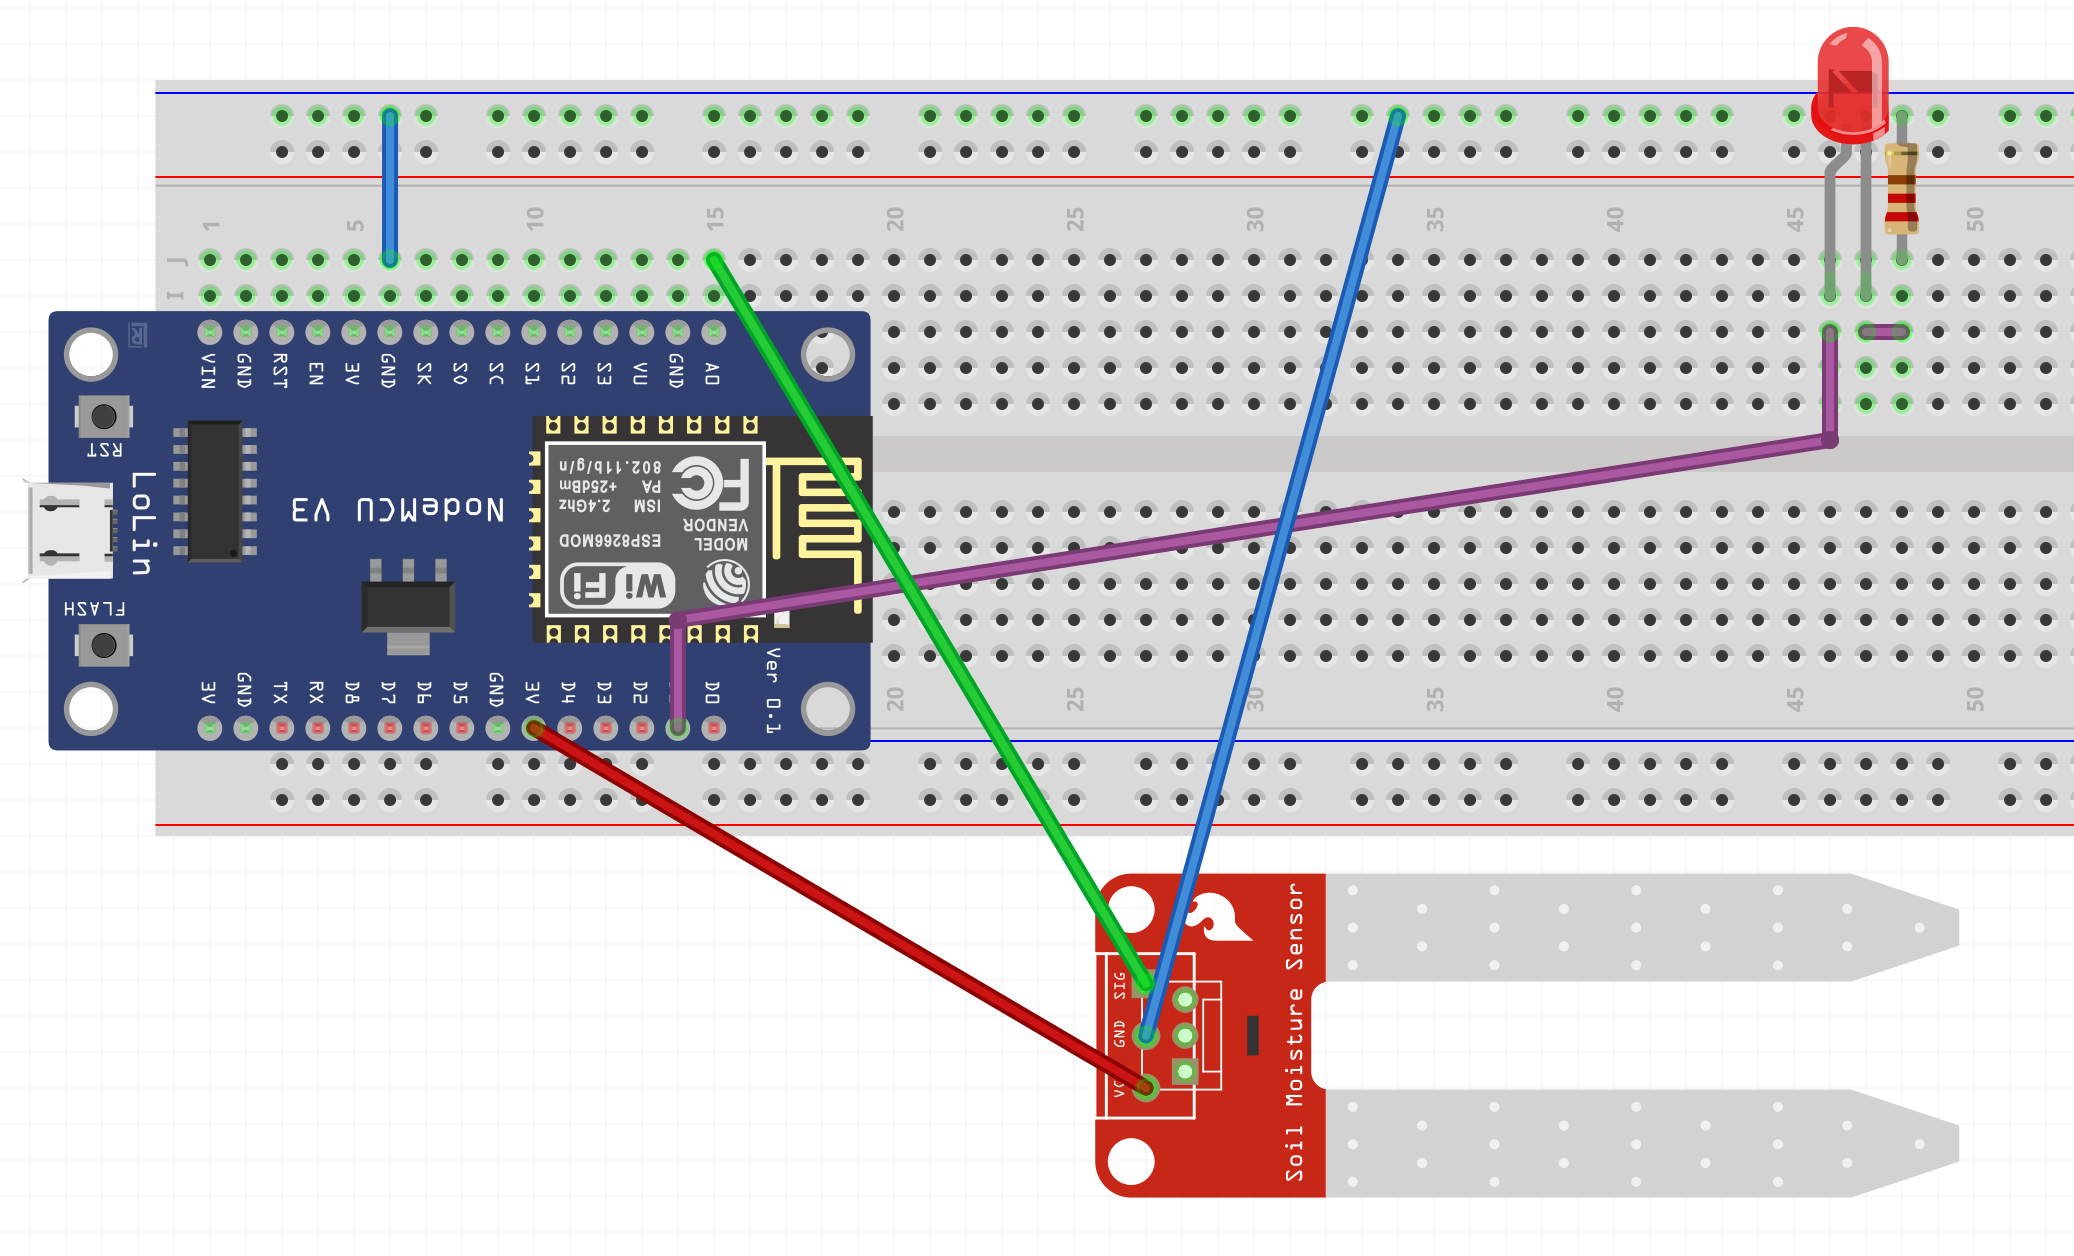 1 5 10 15 20 25 30 35 40 45 50
J
I
VIN GND RST EN 3V GND SK SO SC S1 S2 S3 VU GND AO
RST
LoLin
NodeMCU V3
FLASH
802.11b/g/n
PA +25dBm
ISM 2.4Ghz
FC
VENDOR
MODEL
ESP8266MOD
Wi Fi
Ver 0.1
3V GND TX RX D8 D7 D6 D5 GND 3V D4 D3 D2 D0
20 25 30 35 40 45 50
SIG
GND
Soil Moisture Sensor